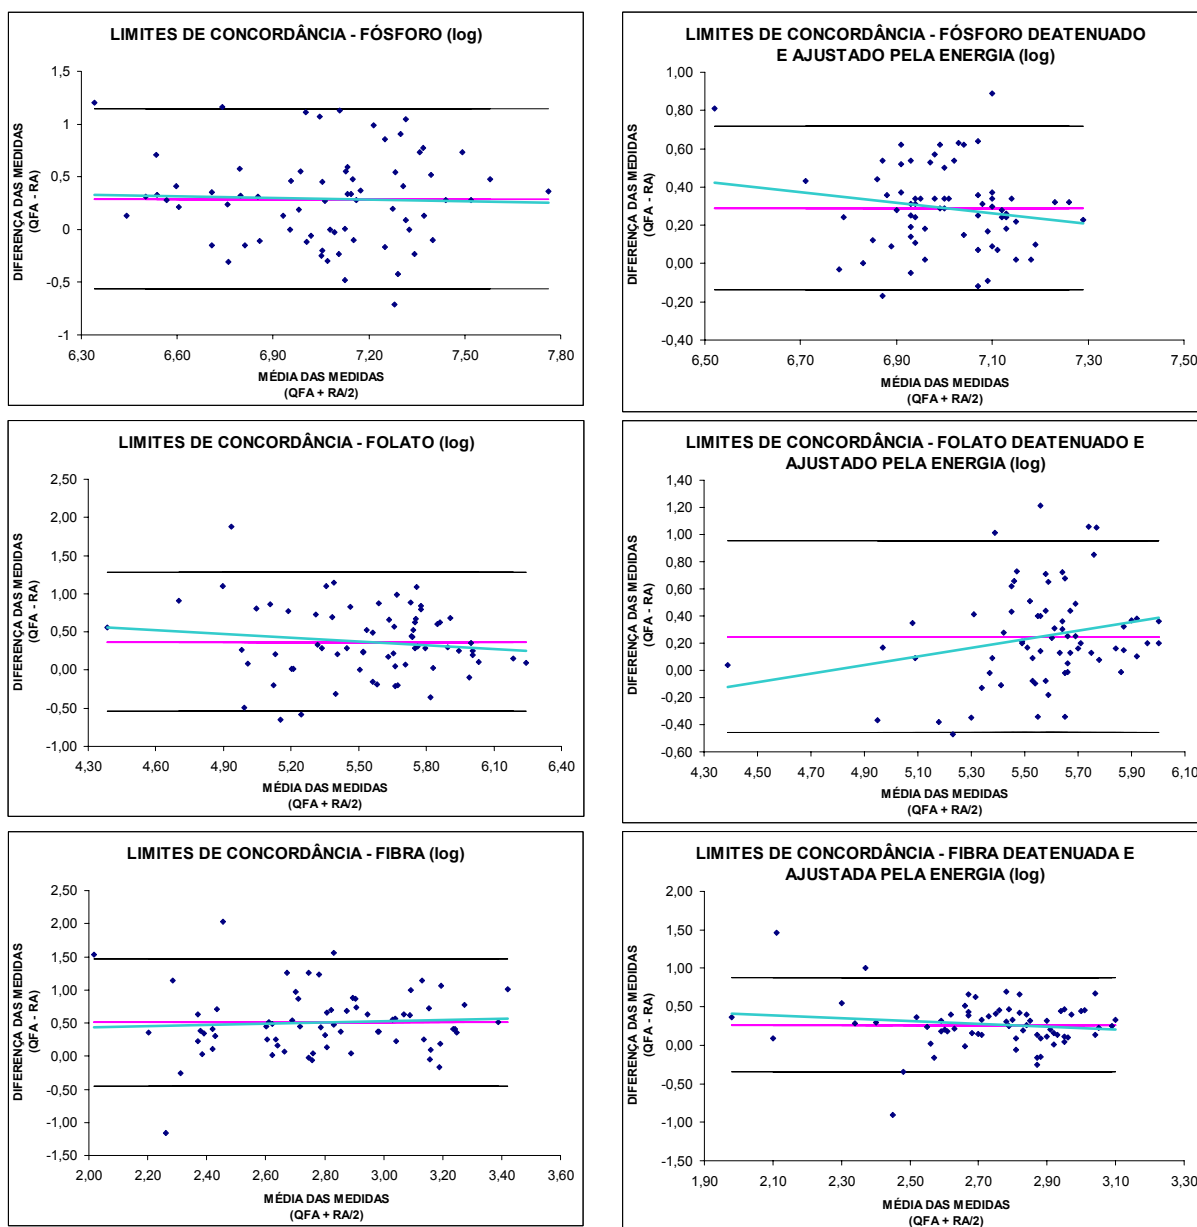 LIMITES DE CONCORDÂNCIA - FÓSFORO (log)
1,5
1
0,5
0
-0,5
-1
6,34
6,60
6,90
7,20
7,50
7,80
DIFERENÇA DAS MEDIDAS
(QFA - RA)
MÉDIA DAS MEDIDAS
(QFA + RA/2)
LIMITES DE CONCORDÂNCIA - FÓSFORO DEATENUADO
E AJUSTADO PELA ENERGIA (log)
1,00
0,80
0,60
0,40
0,20
0,00
-0,20
-0,40
6,50
6,70
6,90
7,10
7,30
7,50
DIFERENÇA DAS MEDIDAS
(QFA - RA)
MÉDIA DAS MEDIDAS
(QFA + RA/2)
LIMITES DE CONCORDÂNCIA - FOLATO (log)
2,50
2,00
1,50
1,00
0,50
0,00
-0,50
-1,00
4,30
4,60
4,90
5,20
5,50
5,80
6,10
6,40
DIFERENÇA DAS MEDIDAS
(QFA - RA)
MÉDIA DAS MEDIDAS
(QFA + RA/2)
LIMITES DE CONCORDÂNCIA - FOLATO DEATENUADO E
AJUSTADO PELA ENERGIA (log)
1,40
1,20
1,00
0,80
0,60
0,40
0,20
0,00
-0,20
-0,40
-0,60
4,30
4,50
4,70
4,90
5,10
5,30
5,50
5,70
5,90
6,10
DIFERENÇA DAS MEDIDAS
(QFA - RA)
MÉDIA DAS MEDIDAS
(QFA + RA/2)
LIMITES DE CONCORDÂNCIA - FIBRA (log)
2,50
2,00
1,50
1,00
0,50
0,00
-0,50
-1,00
-1,50
2,00
2,20
2,40
2,60
2,80
3,00
3,20
3,40
3,60
DIFERENÇA DAS MEDIDAS
(QFA - RA)
MÉDIA DAS MEDIDAS
(QFA + RA/2)
LIMITES DE CONCORDÂNCIA - FIBRA DEATENUADA E
AJUSTADA PELA ENERGIA (log)
2,00
1,50
1,00
0,50
0,00
-0,50
-1,00
-1,50
1,90
2,10
2,30
2,50
2,70
2,90
3,10
3,30
DIFERENÇA DAS MEDIDAS
(QFA - RA)
MÉDIA DAS MEDIDAS
(QFA + RA/2)